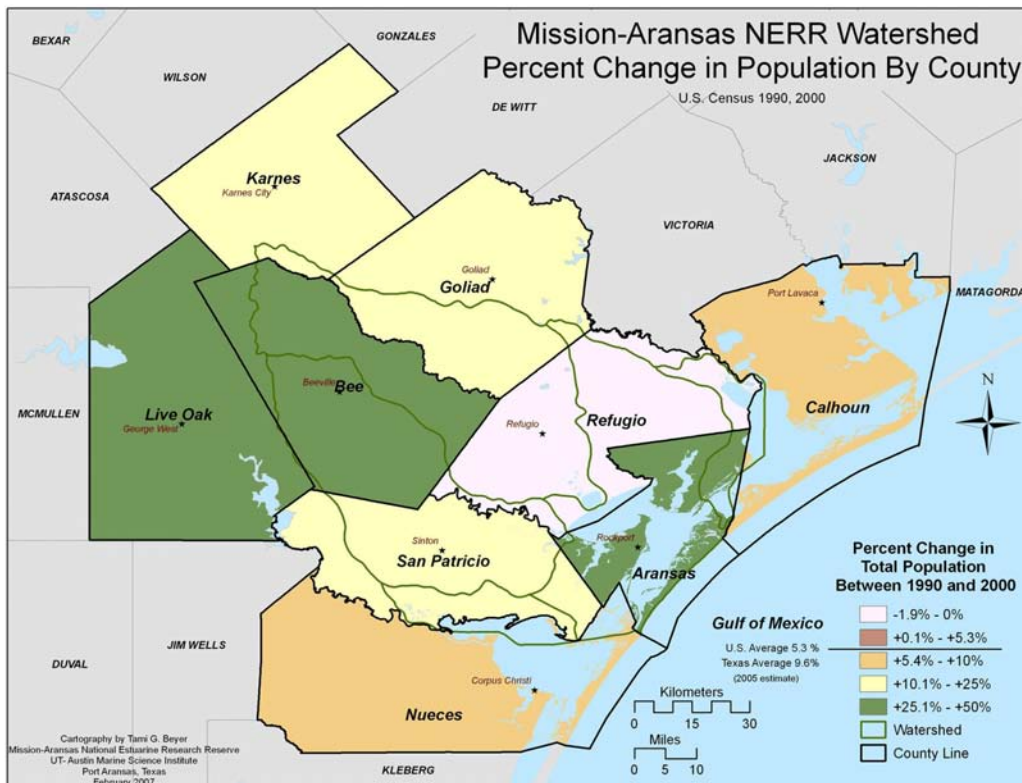 Mission-Aransas NERR Watershed
Percent Change in Population By County
U.S. Census 1990, 2000
BEXAR
GONZALES
WILSON
DE WITT
JACKSON
ATASCOSA
Karnes
Karnes City
VICTORIA
Goliad
Goliad
Port Lavaca
MATAGORDA
Beeville
Bee
MCMULLEN
Live Oak
George West
Refugio
Refugio
Calhoun
N
Sinton
San Patricio
Rockport
Aransas
Percent Change in
Total Population
Between 1990 and 2000
-1.9% - 0%
+0.1% - +5.3%
+5.4% - +10%
+10.1% - +25%
+25.1% - +50%
Watershed
County Line
Gulf of Mexico
U.S. Average 5.3 %
Texas Average 9.6%
(2005 estimate)
JIM WELLS
DUVAL
Corpus Christi
Nueces
Kilometers
0 15 30
Miles
0 5 10
KLEBERG
Cartography by Tami G. Beyer
Mission-Aransas National Estuarine Research Reserve
UT- Austin Marine Science Institute
Port Aransas, Texas
February 2007